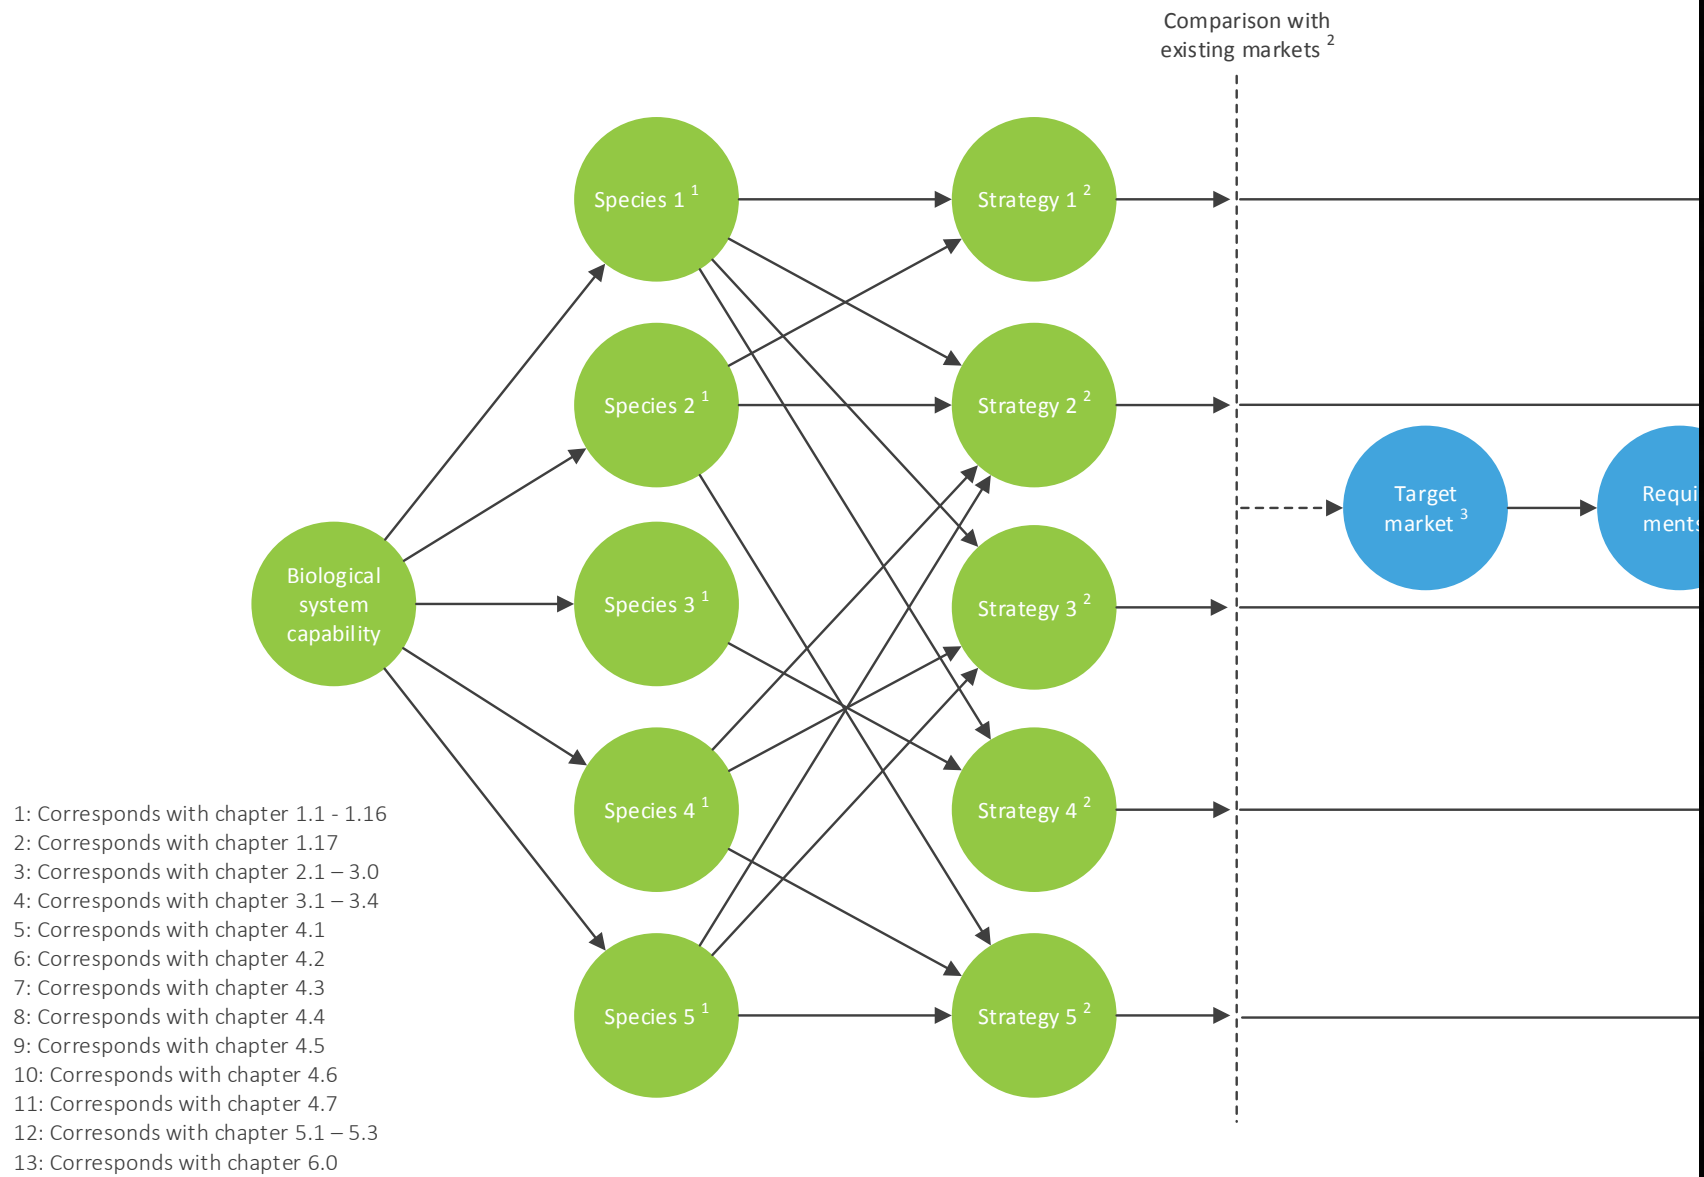 Comparison with
existing markets 2
Species 1 1
Strategy 1 2
Species 2 1
Strategy 2 2
Target
market 3
Biological
system
capability
Species 3 1
Strategy 3 2
Species 4 1
Strategy 4 2
Species 5 1
Strategy 5 2
1: Corresponds with chapter 1.1 - 1.16
2: Corresponds with chapter 1.17
3: Corresponds with chapter 2.1 – 3.0
4: Corresponds with chapter 3.1 – 3.4
5: Corresponds with chapter 4.1
6: Corresponds with chapter 4.2
7: Corresponds with chapter 4.3
8: Corresponds with chapter 4.4
9: Corresponds with chapter 4.5
10: Corresponds with chapter 4.6
11: Corresponds with chapter 4.7
12: Corresonds with chapter 5.1 – 5.3
13: Corresponds with chapter 6.0